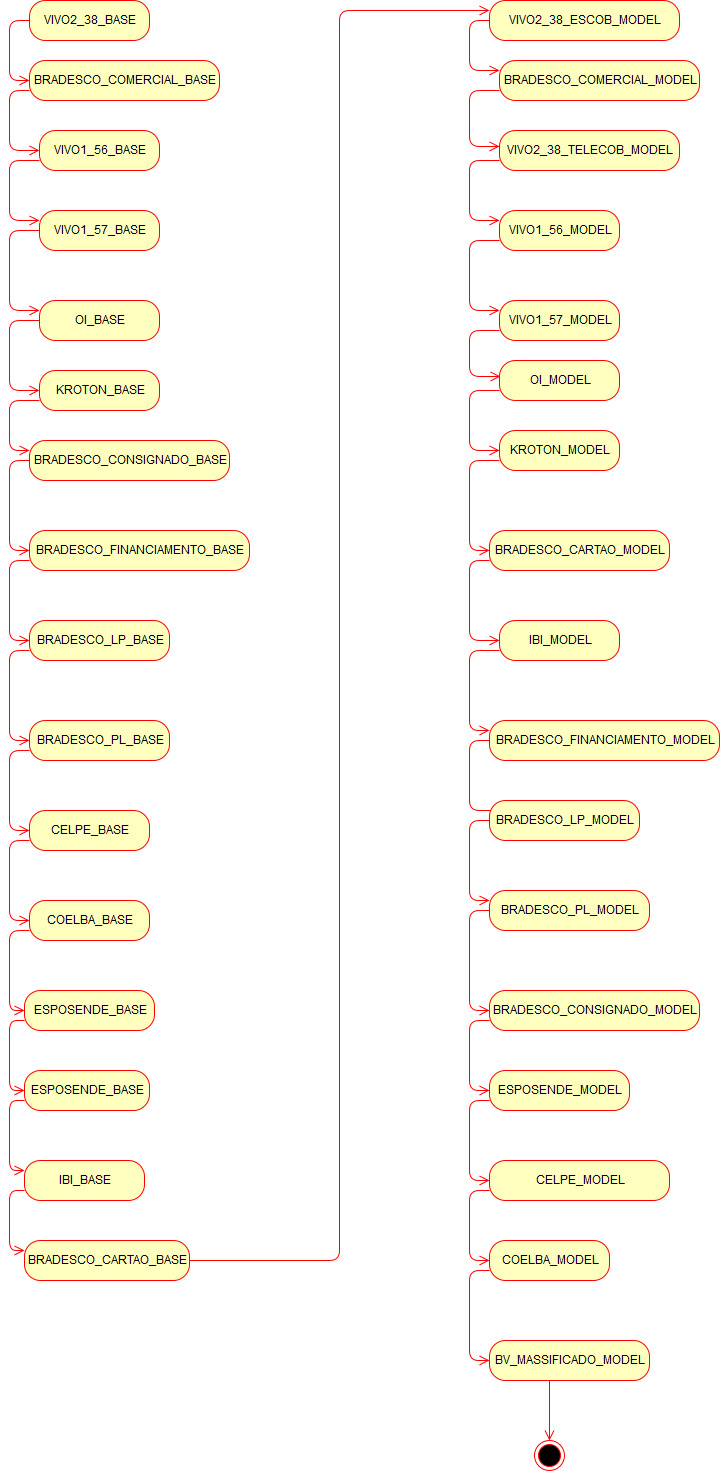 VIVO2_38_BASE
BRADESCO_COMERCIAL_BASE
VIVO1_56_BASE
VIVO1_57_BASE
OI_BASE
KROTON_BASE
BRADESCO_CONSIGNADO_BASE
BRADESCO_FINANCIAMENTO_BASE
BRADESCO_LP_BASE
BRADESCO_PL_BASE
CELPE_BASE
COELBA_BASE
ESPOSENDE_BASE
ESPOSENDE_BASE
IBI_BASE
BRADESCO_CARTAO_BASE
VIVO2_38_ESCOB_MODEL
BRADESCO_COMERCIAL_MODEL
VIVO2_38_TELECOB_MODEL
VIVO1_56_MODEL
VIVO1_57_MODEL
OI_MODEL
KROTON_MODEL
BRADESCO_CARTAO_MODEL
IBI_MODEL
BRADESCO_FINANCIAMENTO_MODEL
BRADESCO_LP_MODEL
BRADESCO_PL_MODEL
BRADESCO_CONSIGNADO_MODEL
ESPOSENDE_MODEL
CELPE_MODEL
COELBA_MODEL
BV_MASSIFICADO_MODEL